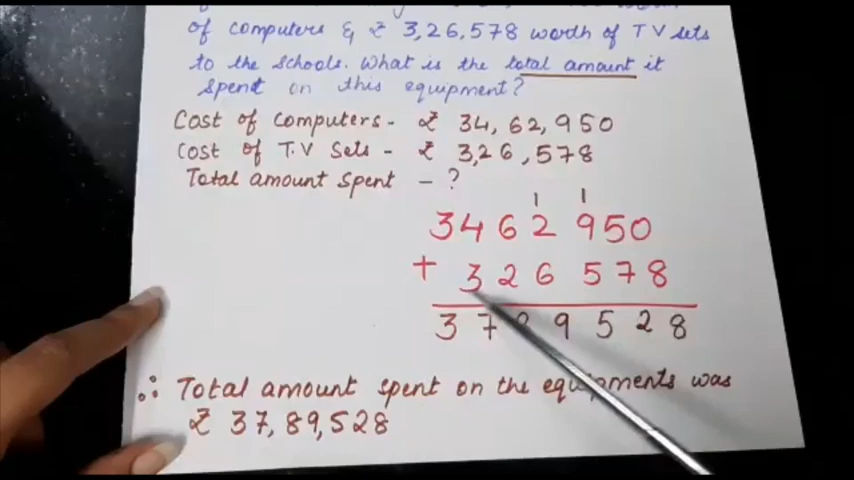 of computers & ₹ 3,26,578 worth of TV sets
to the schools. What is the total amount it
spent on this equipment?
Cost of Computers - ₹ 34,62,950
Cost of T.V Sets - ₹ 3,26,578
Total amount spent - ?
1 1
3462950
+ 326578
3789528
∴ Total amount spent on the equipments was
₹ 37,89,528